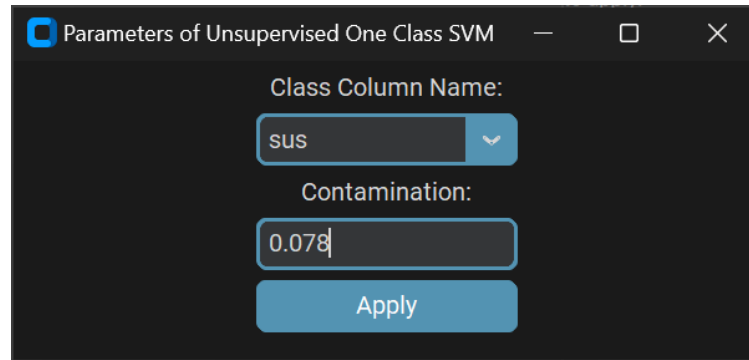 Parameters of Unsupervised One Class SVM
Class Column Name:
sus
Contamination:
0.078
Apply